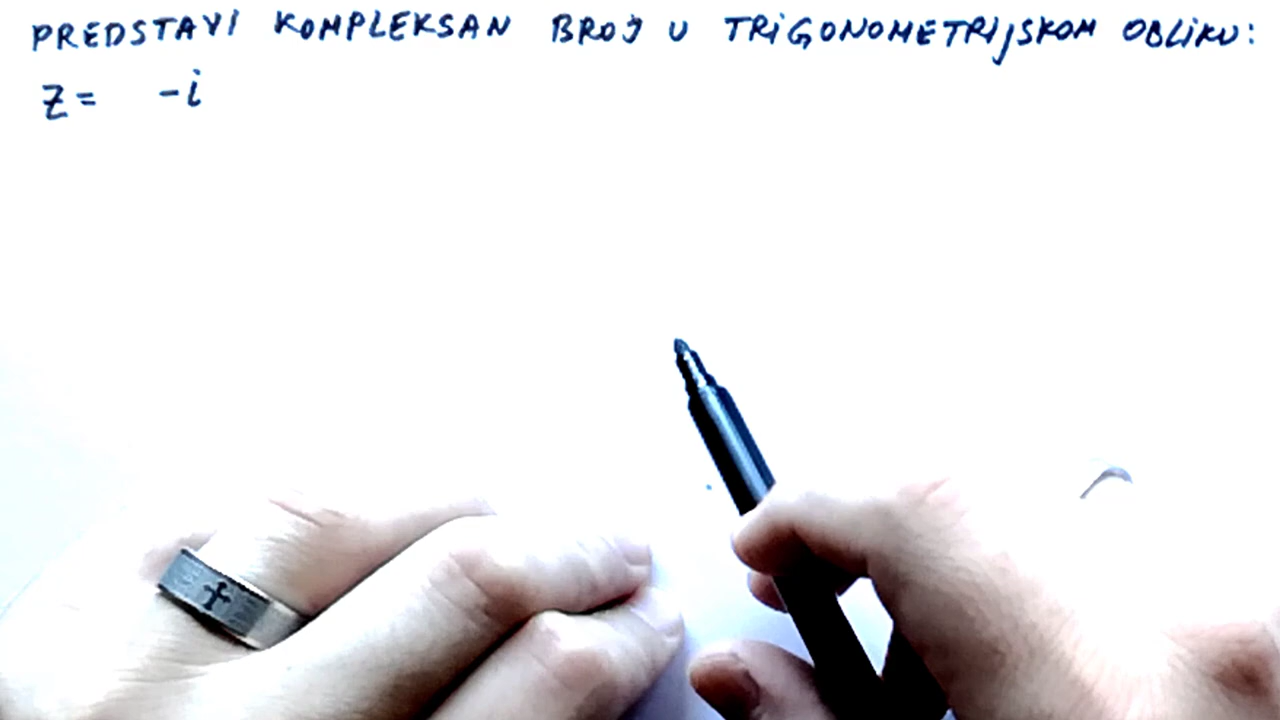 PREDSTAVI KOMPLEKSAN BROJ U TRIGONOMETRIJSKOM OBLIKU:
z = -i